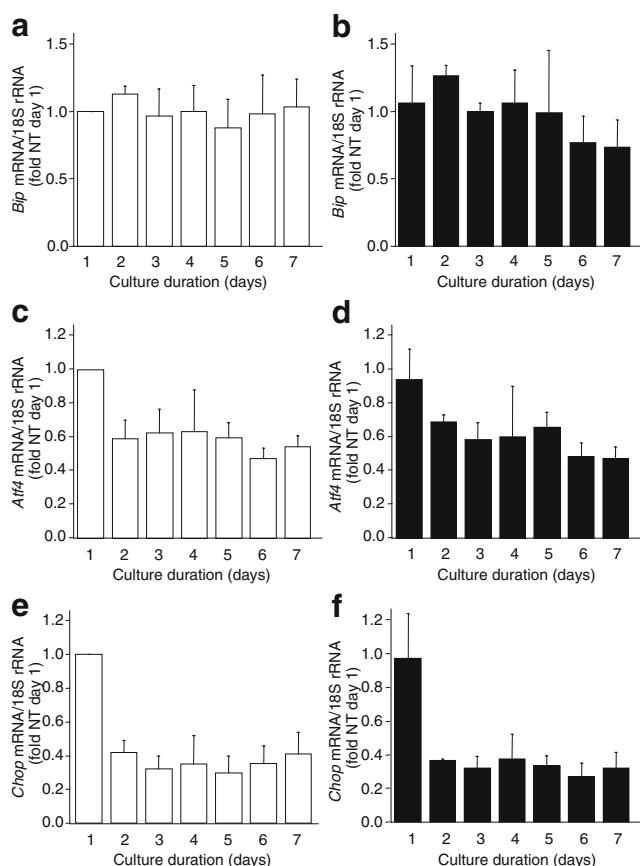 a
Bip mRNA/18S rRNA
(fold NT day 1)
1.5
1.0
0.5
0.0
1 2 3 4 5 6 7
Culture duration (days)
b
Bip mRNA/18S rRNA
(fold NT day 1)
1.5
1.0
0.5
0.0
1 2 3 4 5 6 7
Culture duration (days)
c
Atf4 mRNA/18S rRNA
(fold NT day 1)
1.2
1.0
0.8
0.6
0.4
0.2
0.0
1 2 3 4 5 6 7
Culture duration (days)
d
Atf4 mRNA/18S rRNA
(fold NT day 1)
1.2
1.0
0.8
0.6
0.4
0.2
0.0
1 2 3 4 5 6 7
Culture duration (days)
e
Chop mRNA/18S rRNA
(fold NT day 1)
1.2
1.0
0.8
0.6
0.4
0.2
0.0
1 2 3 4 5 6 7
Culture duration (days)
f
Chop mRNA/18S rRNA
(fold NT day 1)
1.2
1.0
0.8
0.6
0.4
0.2
0.0
1 2 3 4 5 6 7
Culture duration (days)